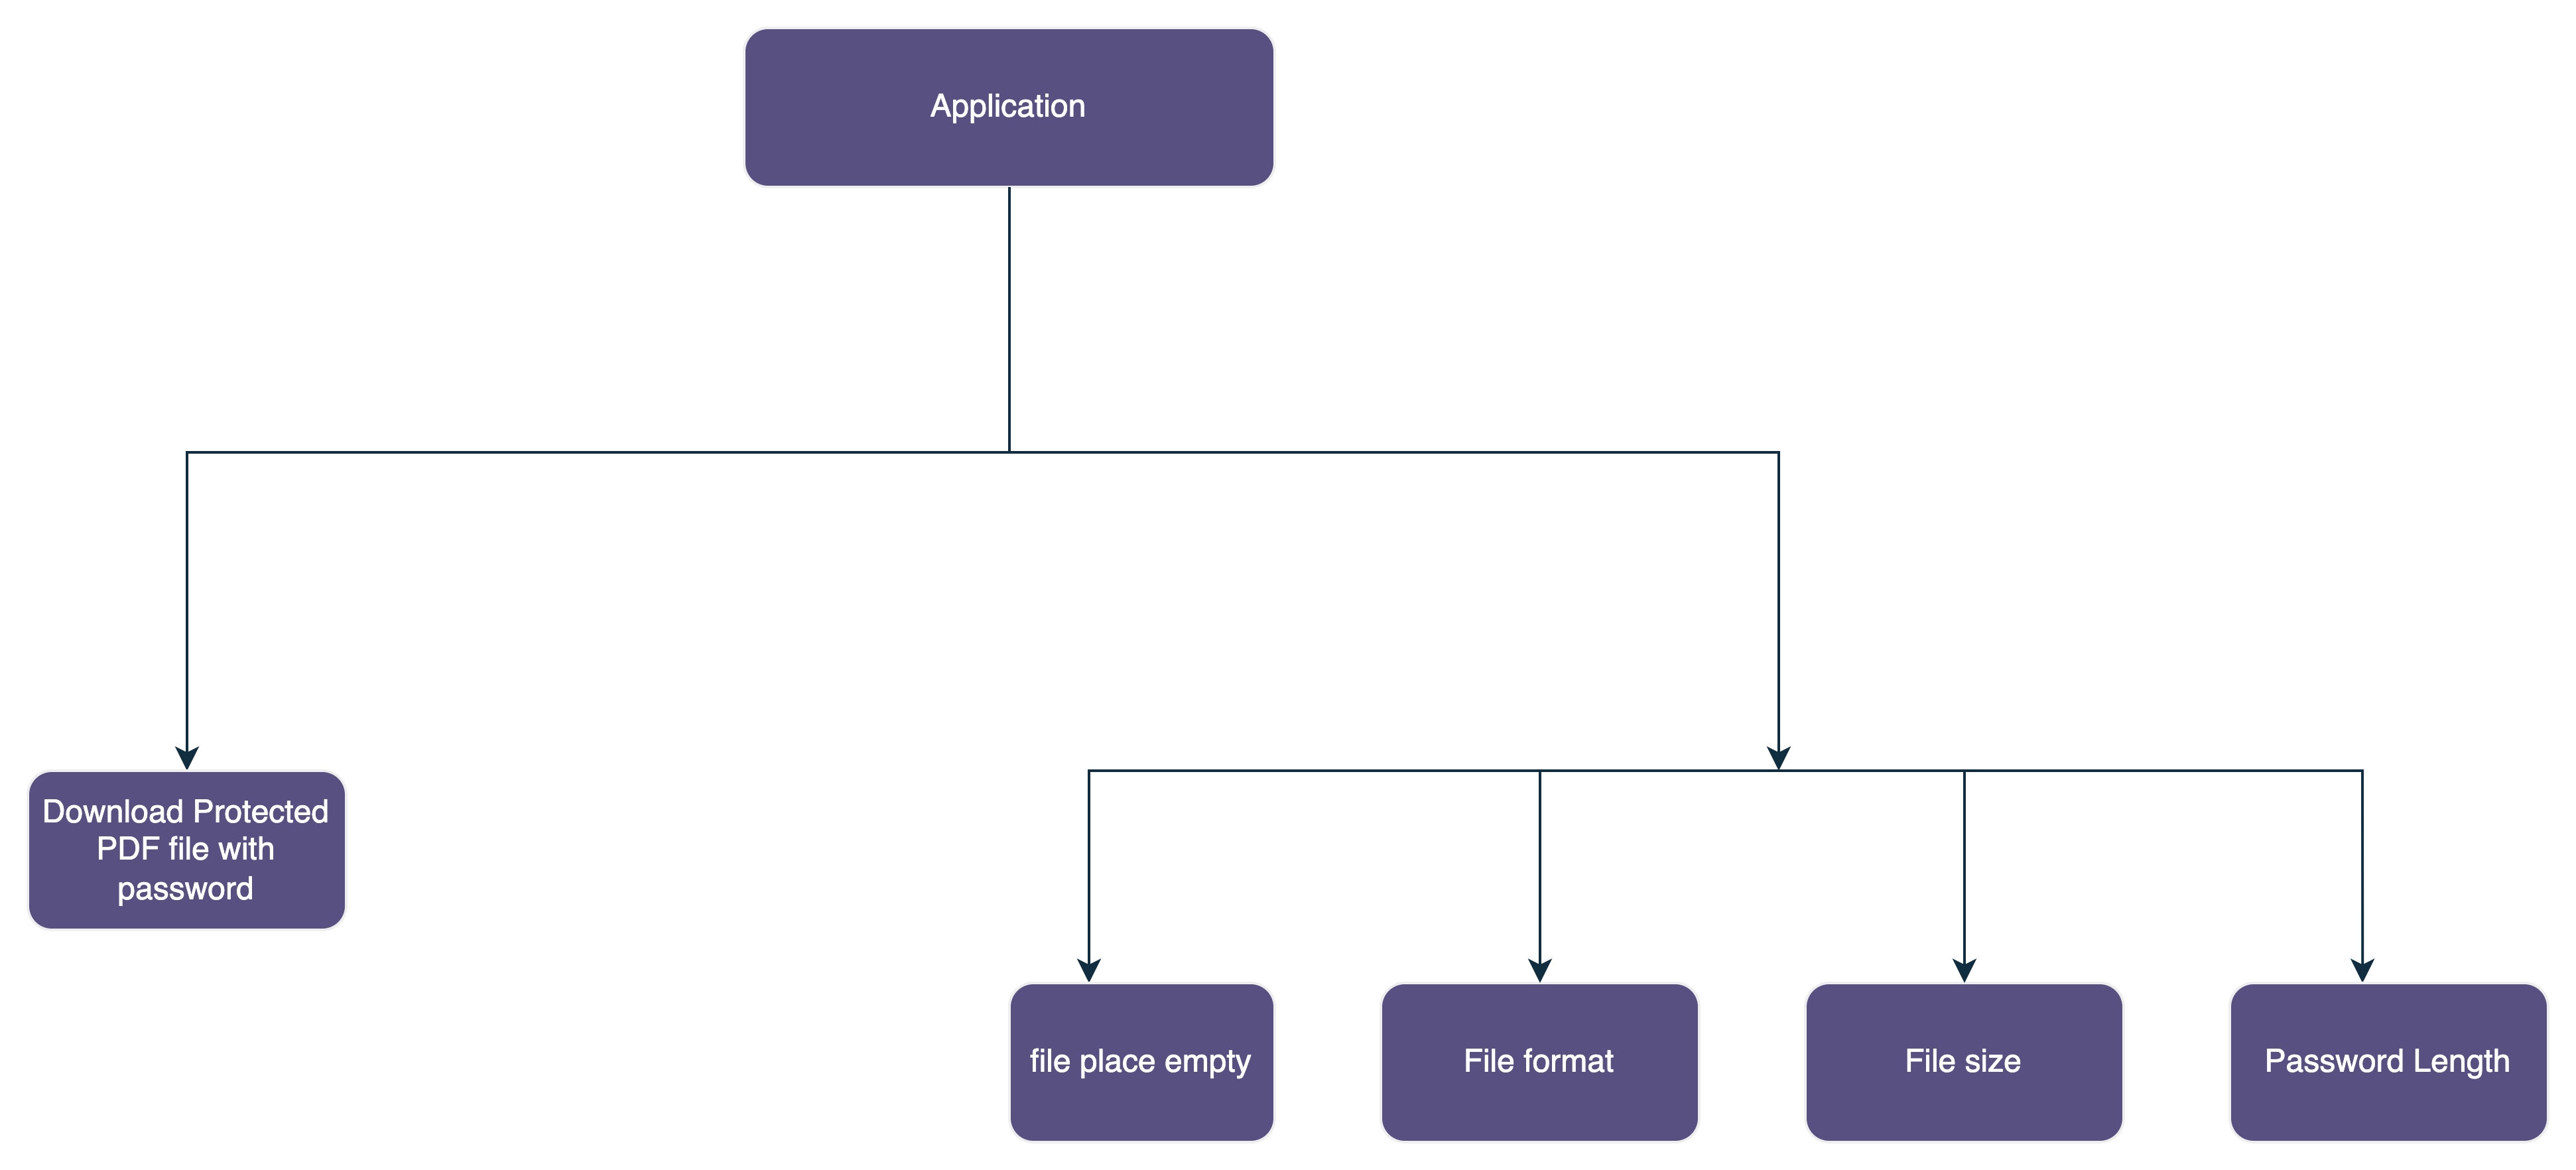 Application
Download Protected
PDF file with
password
file place empty
File format
File size
Password Length